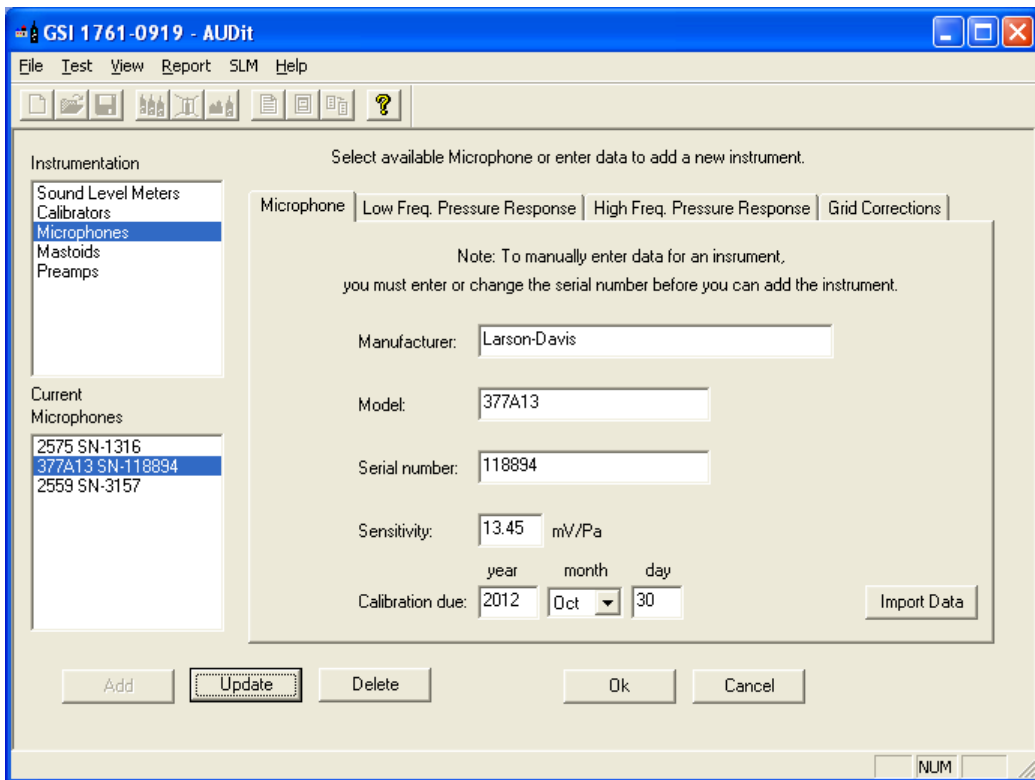 GSI 1761-0919 - AUDit
File Test View Report SLM Help
Select available Microphone or enter data to add a new instrument.
Instrumentation
Sound Level Meters
Calibrators
Microphones
Mastoids
Preamps
Current
Microphones
2575 SN-1316
377A13 SN-118894
2559 SN-3157
Microphone Low Freq. Pressure Response High Freq. Pressure Response Grid Corrections
Note: To manually enter data for an insrument,
you must enter or change the serial number before you can add the instrument.
Manufacturer: Larson-Davis
Model: 377A13
Serial number: 118894
Sensitivity: 13.45 mV/Pa
year month day
Calibration due: 2012 Oct 30
Import Data
Add Update Delete Ok Cancel
NUM